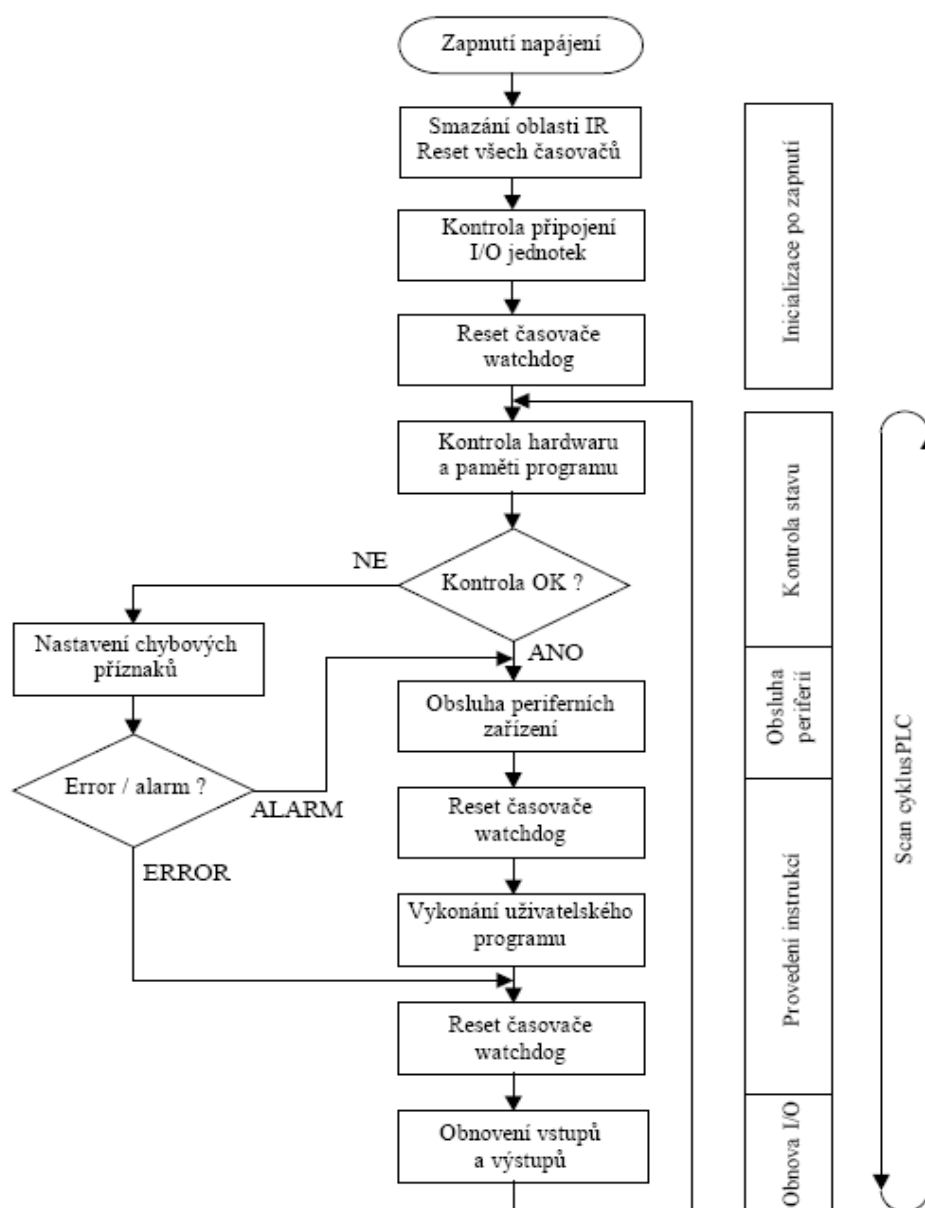 Zapnutí napájení
Smazání oblasti IR
Reset všech časovačů
Kontrola připojení
I/O jednotek
Reset časovače
watchdog
Kontrola hardwaru
a paměti programu
NE
Kontrola OK ?
Nastavení chybových
příznaků
ANO
Obsluha periferních
zařízení
Error / alarm ?
ALARM
Reset časovače
watchdog
ERROR
Vykonání uživatelského
programu
Reset časovače
watchdog
Obnovení vstupů
a výstupů
Inicializace po zapnutí
Kontrola stavu
Obsluha
periferií
Provedení instrukcí
Obnova I/O
Scan cyklusPLC